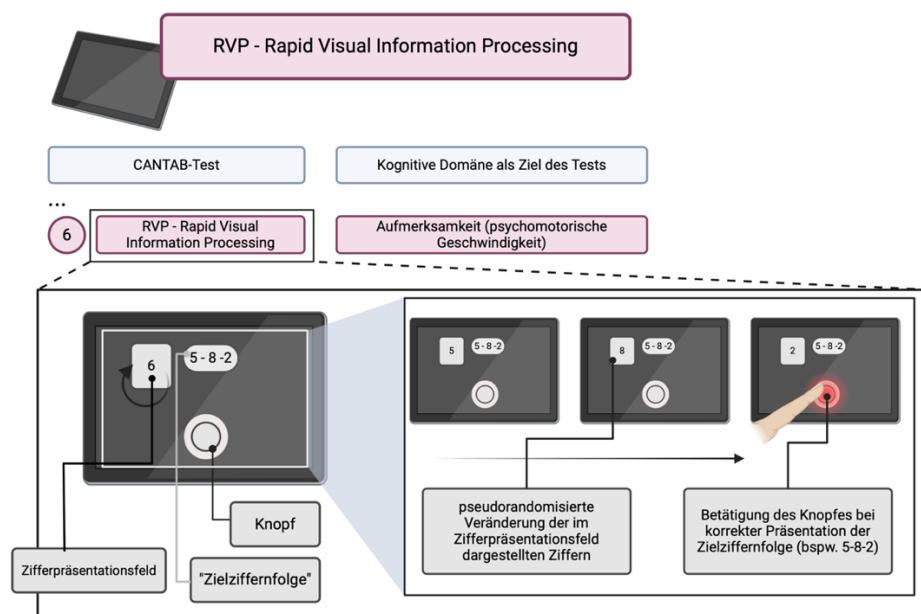 RVP - Rapid Visual Information Processing
CANTAB-Test
Kognitive Domäne als Ziel des Tests
...
6
RVP - Rapid Visual
Information Processing
Aufmerksamkeit (psychomotorische
Geschwindigkeit)
6
5 - 8 -2
5
5 - 8 -2
8
5 - 8 -2
2
5 - 8 -2
Knopf
Zifferpräsentationsfeld
"Zielziffernfolge"
pseudorandomisierte
Veränderung der im
Zifferpräsentationsfeld
dargestellten Ziffern
Betätigung des Knopfes bei
korrekter Präsentation der
Zielziffernfolge (bspw. 5-8-2)